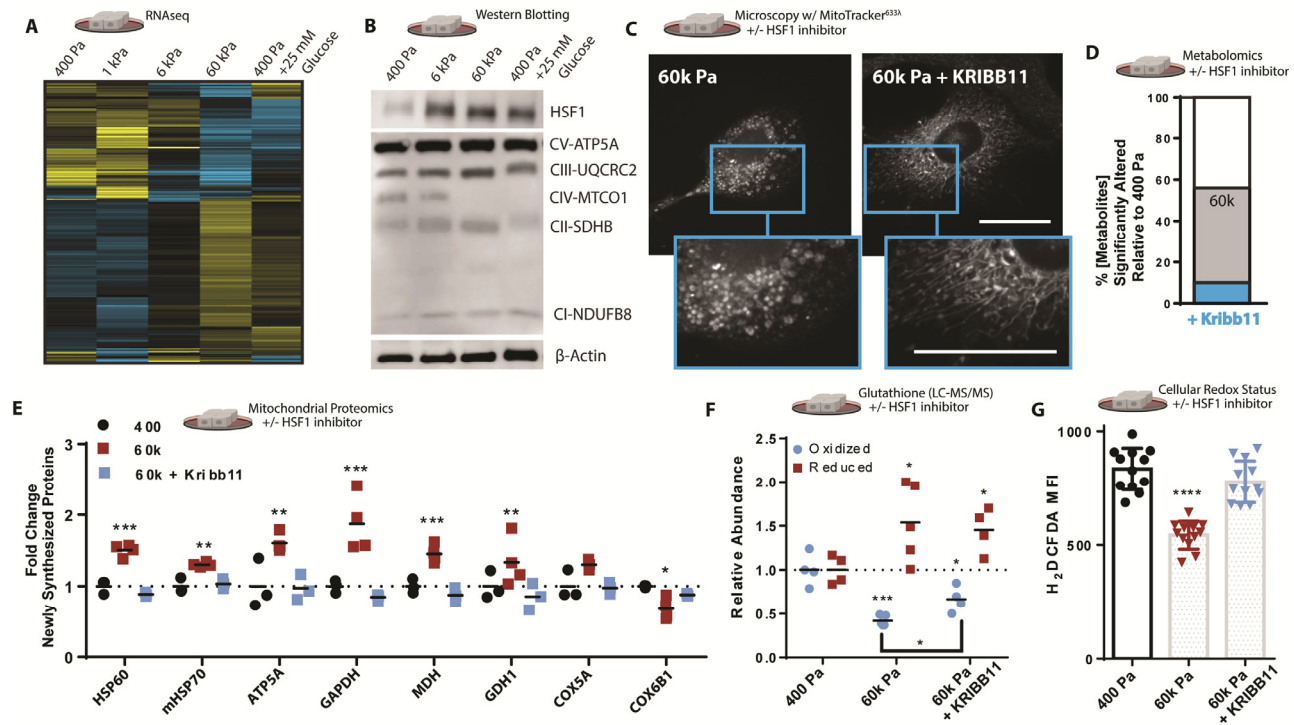 A
RNAseq
400 Pa
1 kPa
6 kPa
60 kPa
400 Pa
+25 mM
Glucose
B
Western Blotting
400 Pa
6 kPa
60 kPa
400 Pa
+25 mM
Glucose
HSF1
CV-ATP5A
CIII-UQCRC2
CIV-MTCO1
CII-SDHB
CI-NDUFB8
β-Actin
C
Microscopy w/ MitoTracker633λ
+/- HSF1 inhibitor
60k Pa
60k Pa + KRIBB11
D
Metabolomics
+/- HSF1 inhibitor
% [Metabolites]
Significantly Altered
Relative to 400 Pa
100
80
60
40
20
0
60k
+ Kribb11
E
Mitochondrial Proteomics
+/- HSF1 inhibitor
400
60k
60k + Kribb11
Fold Change
Newly Synthesized Proteins
3
2
1
0
***
**
**
***
***
**
*
HSP60
mHSP70
ATP5A
GAPDH
MDH
GDH1
COX5A
COX6B1
F
Glutathione (LC-MS/MS)
+/- HSF1 inhibitor
Oxidized
Reduced
Relative Abundance
2.5
2.0
1.5
1.0
0.5
0.0
*
*
***
*
*
400 Pa
60k Pa
60k Pa
+ KRIBB11
G
Cellular Redox Status
+/- HSF1 inhibitor
H2DCFDA MFI
1000
500
0
****
400 Pa
60k Pa
60k Pa
+ KRIBB11